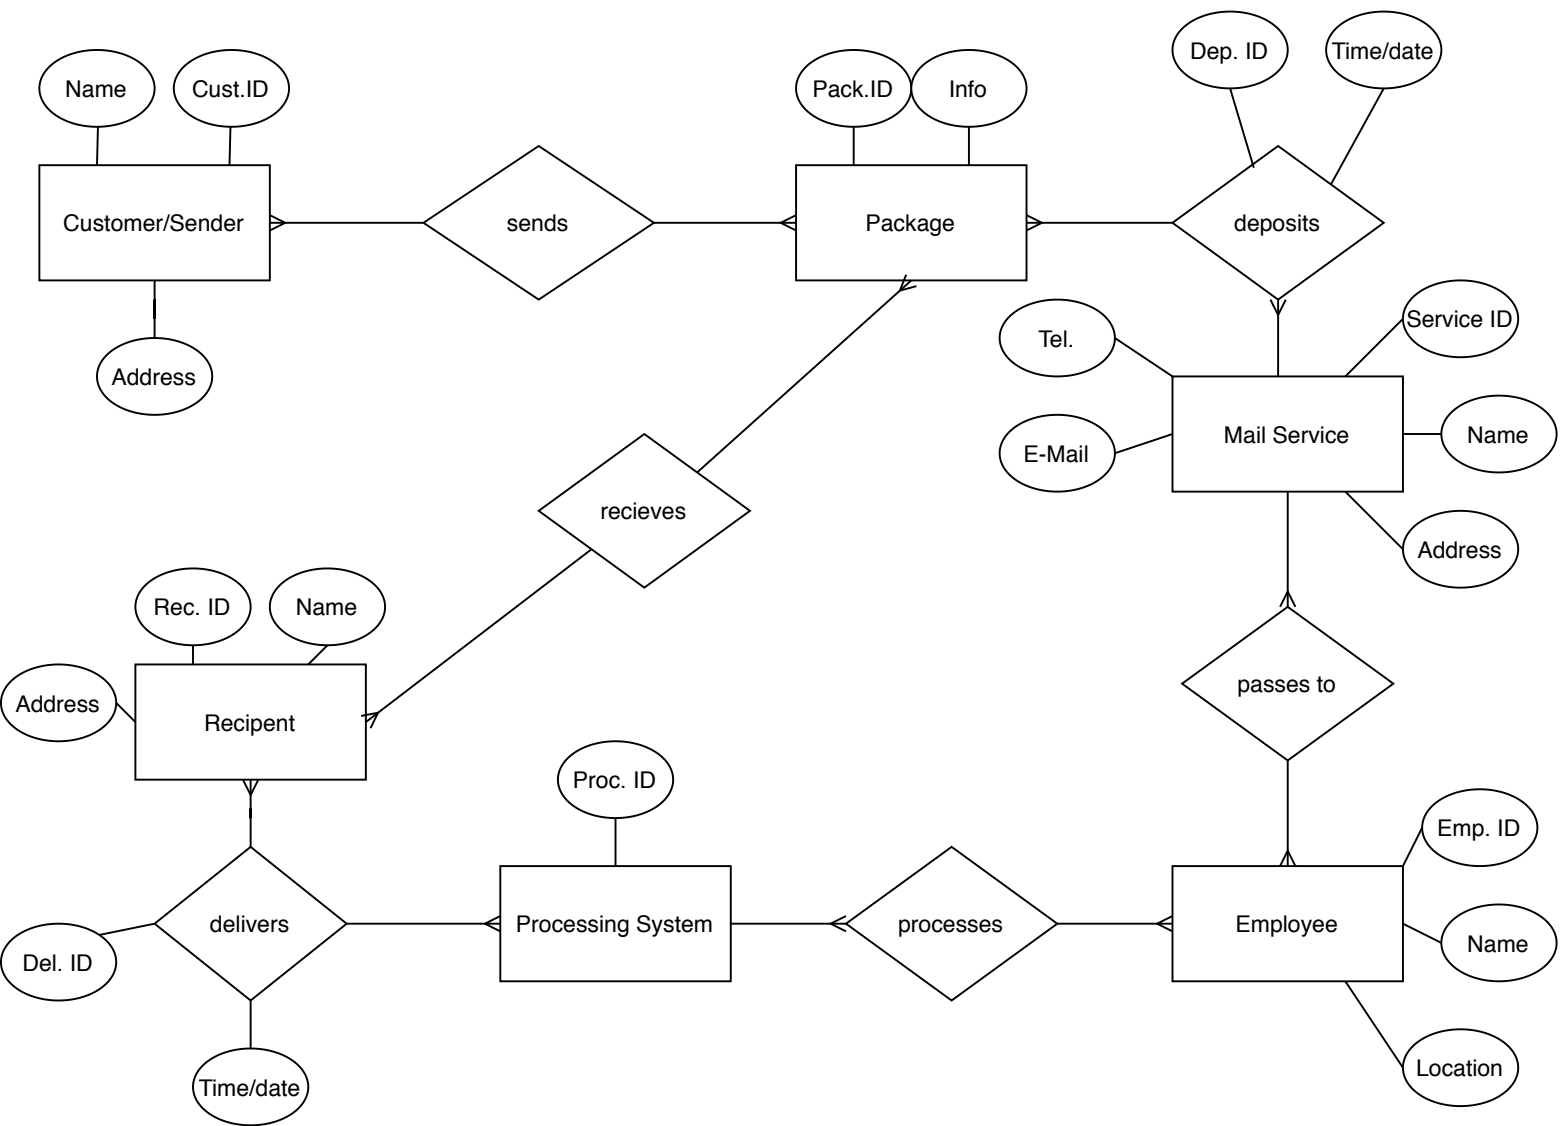 Dep. ID
Time/date
Name
Cust.ID
Pack.ID
Info
Customer/Sender
sends
Package
deposits
Service ID
Tel.
Address
Mail Service
Name
E-Mail
recieves
Address
Rec. ID
Name
passes to
Address
Recipent
Proc. ID
Emp. ID
delivers
Processing System
processes
Employee
Name
Del. ID
Location
Time/date